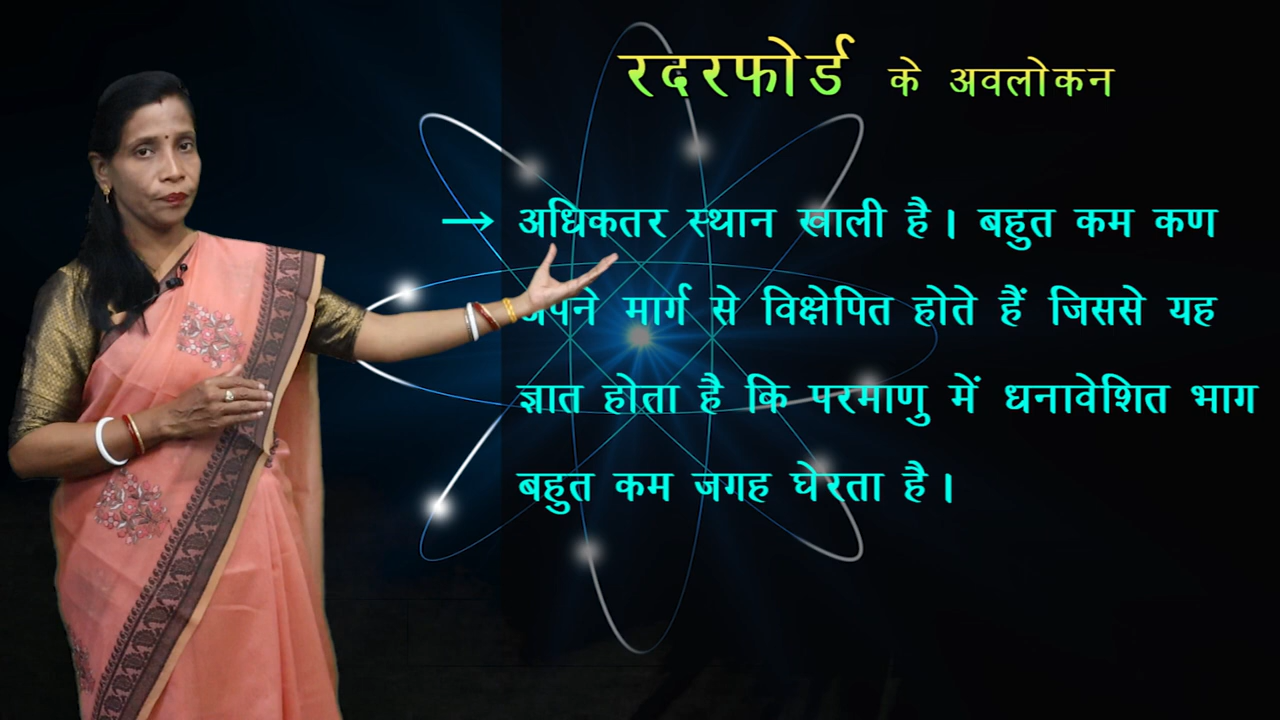 रदरफोर्ड के अवलोकन
→ अधिकतर स्थान खाली है। बहुत कम कण
अपने मार्ग से विक्षेपित होते हैं जिससे यह
ज्ञात होता है कि परमाणु में धनावेशित भाग
बहुत कम जगह घेरता है।